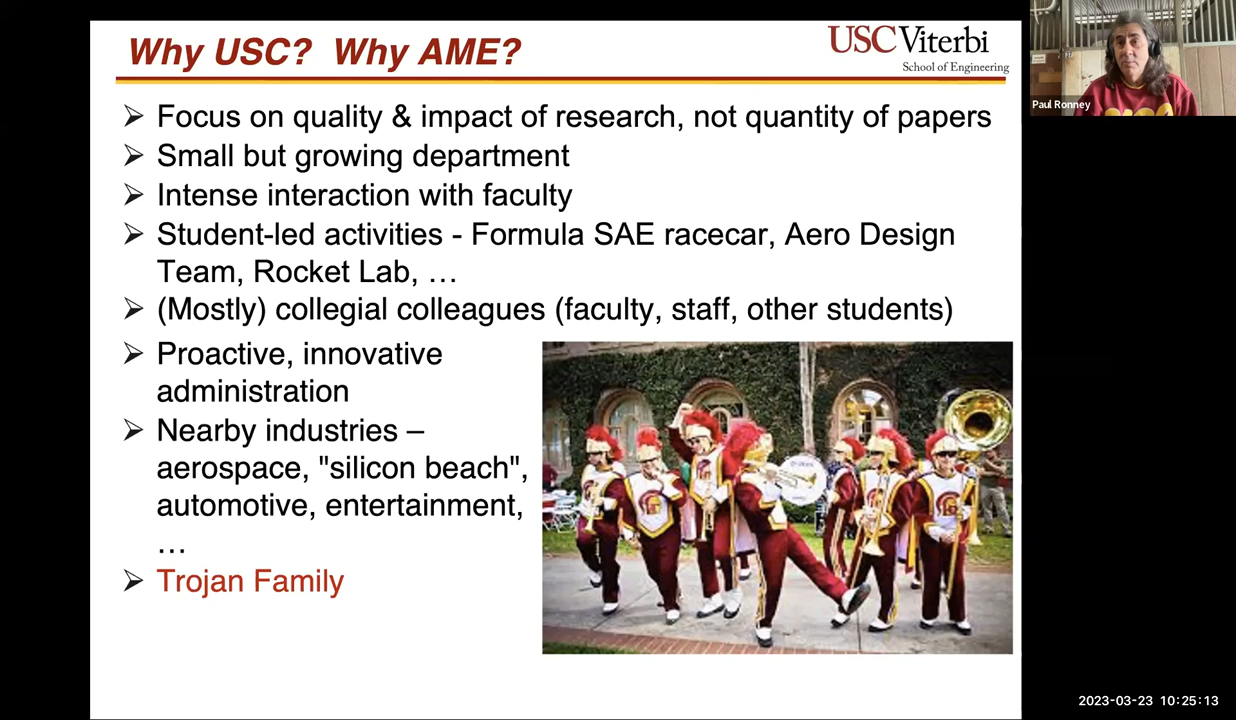 Why USC?  Why AME?
USC Viterbi
School of Engineering
➢ Focus on quality & impact of research, not quantity of papers
➢ Small but growing department
➢ Intense interaction with faculty
➢ Student-led activities - Formula SAE racecar, Aero Design
Team, Rocket Lab, …
➢ (Mostly) collegial colleagues (faculty, staff, other students)
➢ Proactive, innovative
administration
➢ Nearby industries –
aerospace, "silicon beach",
automotive, entertainment,
…
➢ Trojan Family
Paul Ronney
2023-03-23 10:25:13